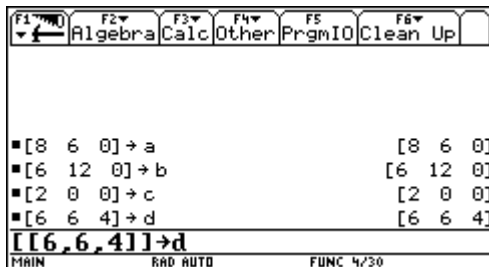 F1 F2 F3 F4 F5 F6
Algebra Calc Other PrgmIO Clean Up
[8 6 0]→a [8 6 0]
[6 12 0]→b [6 12 0]
[2 0 0]→c [2 0 0]
[6 6 4]→d [6 6 4]
[[6,6,4]]→d
MAIN RAD AUTO FUNC 4/30